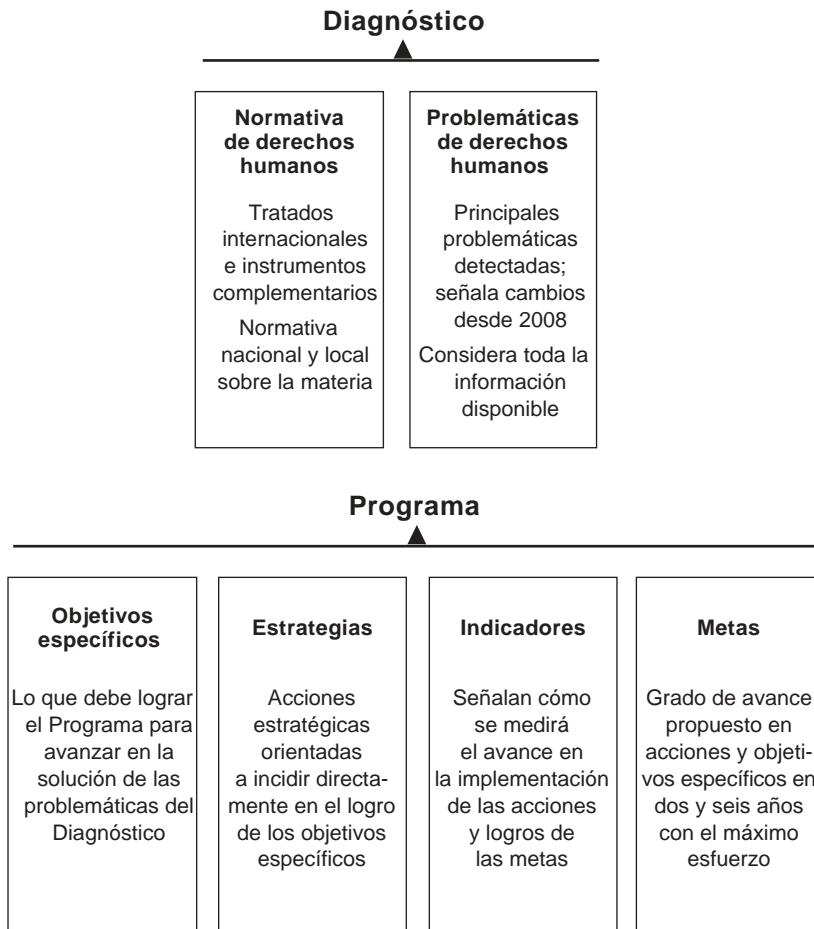 Diagnóstico
Normativa
de derechos
humanos
Tratados
internacionales
e instrumentos
complementarios
Normativa
nacional y local
sobre la materia
Problemáticas
de derechos
humanos
Principales
problemáticas
detectadas;
señala cambios
desde 2008
Considera toda la
información
disponible
Programa
Objetivos
específicos
Lo que debe lograr
el Programa para
avanzar en la
solución de las
problemáticas del
Diagnóstico
Estrategias
Acciones
estratégicas
orientadas
a incidir directa-
mente en el logro
de los objetivos
específicos
Indicadores
Señalan cómo
se medirá
el avance en
la implementación
de las acciones
y logros de
las metas
Metas
Grado de avance
propuesto en
acciones y objeti-
vos específicos en
dos y seis años
con el máximo
esfuerzo